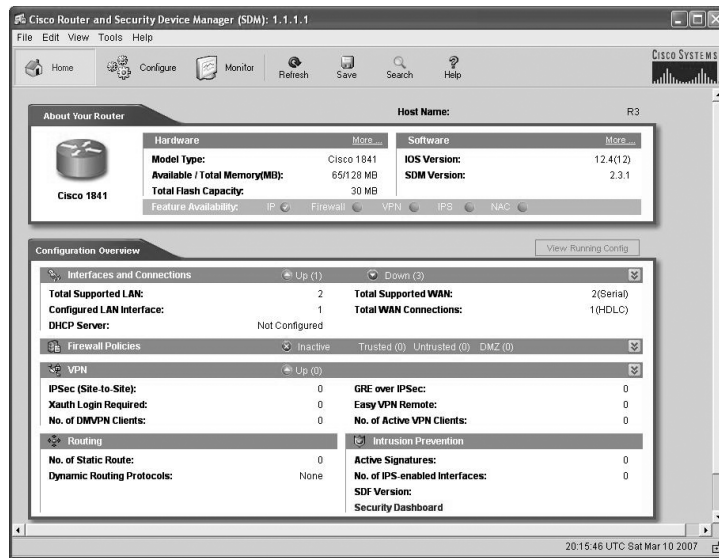 Cisco Router and Security Device Manager (SDM): 1.1.1.1
File Edit View Tools Help
Home Configure Monitor Refresh Save Search Help
CISCO SYSTEMS
About Your Router
Host Name: R3
Cisco 1841
Hardware More ...
Model Type: Cisco 1841
Available / Total Memory(MB): 65/128 MB
Total Flash Capacity: 30 MB
Software More ...
IOS Version: 12.4(12)
SDM Version: 2.3.1
Feature Availability: IP Firewall VPN IPS NAC
Configuration Overview
View Running Config
Interfaces and Connections Up (1) Down (3)
Total Supported LAN: 2 Total Supported WAN: 2(Serial)
Configured LAN Interface: 1 Total WAN Connections: 1(HDLC)
DHCP Server: Not Configured
Firewall Policies Inactive Trusted (0) Untrusted (0) DMZ (0)
VPN Up (0)
IPSec (Site-to-Site): 0 GRE over IPSec: 0
Xauth Login Required: 0 Easy VPN Remote: 0
No. of DMVPN Clients: 0 No. of Active VPN Clients: 0
Routing
No. of Static Route: 0
Dynamic Routing Protocols: None
Intrusion Prevention
Active Signatures: 0
No. of IPS-enabled Interfaces: 0
SDF Version:
Security Dashboard
20:15:46 UTC Sat Mar 10 2007